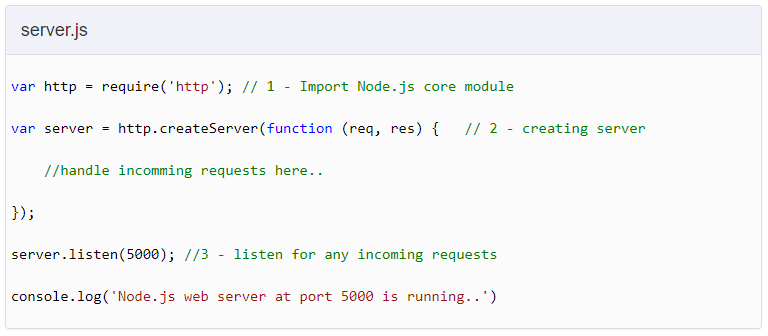 server.js
var http = require('http'); // 1 - Import Node.js core module
var server = http.createServer(function (req, res) {   // 2 - creating server
    //handle incomming requests here..
});
server.listen(5000); //3 - listen for any incoming requests
console.log('Node.js web server at port 5000 is running..')